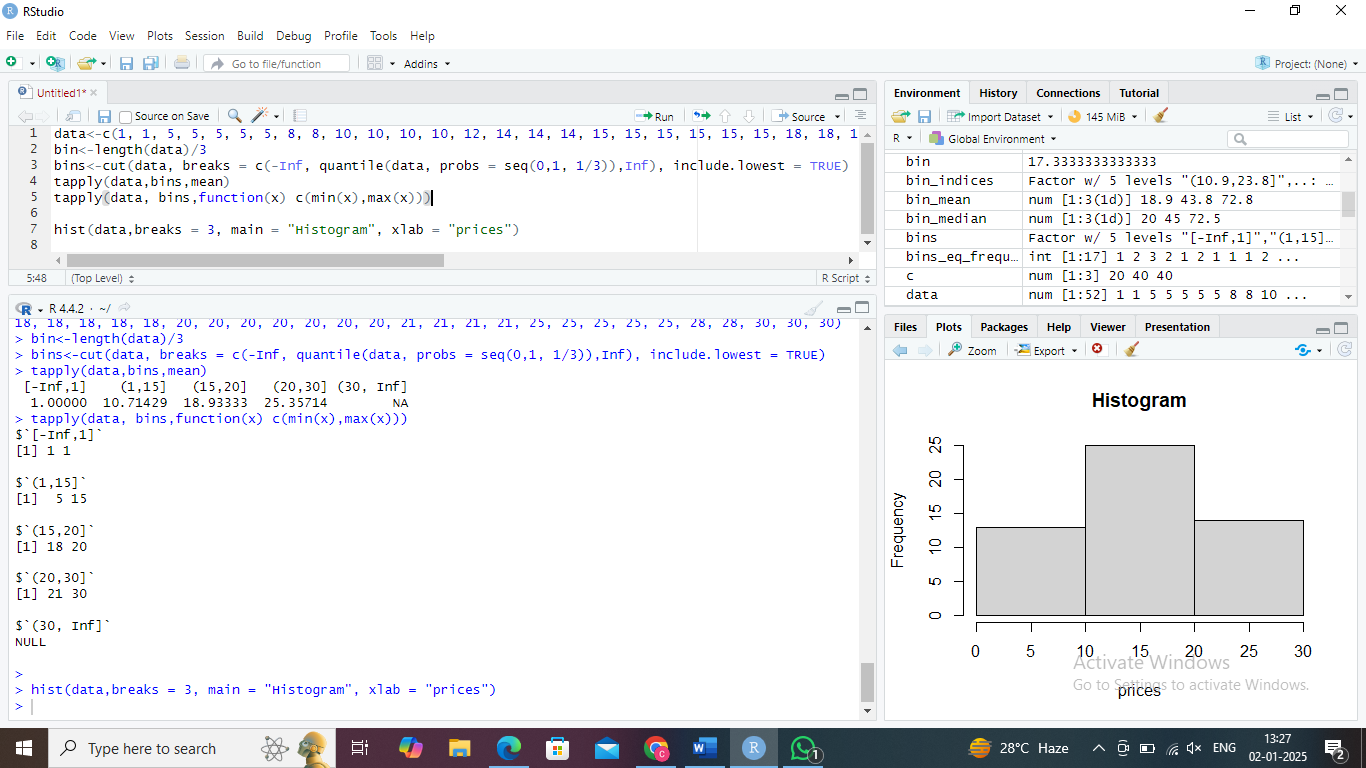 RStudio
File Edit Code View Plots Session Build Debug Profile Tools Help
Go to file/function Addins Project: (None)
Untitled1*
Source on Save Run Source
1 data<-c(1, 1, 5, 5, 5, 5, 5, 8, 8, 10, 10, 10, 10, 12, 14, 14, 14, 15, 15, 15, 15, 15, 15, 18, 18, 1
2 bin<-length(data)/3
3 bins<-cut(data, breaks = c(-Inf, quantile(data, probs = seq(0,1, 1/3)),Inf), include.lowest = TRUE)
4 tapply(data,bins,mean)
5 tapply(data, bins,function(x) c(min(x),max(x)))
6
7 hist(data,breaks = 3, main = "Histogram", xlab = "prices")
8
5:48 (Top Level) R Script
R R 4.4.2 · ~/
18, 18, 18, 18, 18, 20, 20, 20, 20, 20, 20, 20, 21, 21, 21, 21, 25, 25, 25, 25, 25, 28, 28, 30, 30, 30)
> bin<-length(data)/3
> bins<-cut(data, breaks = c(-Inf, quantile(data, probs = seq(0,1, 1/3)),Inf), include.lowest = TRUE)
> tapply(data,bins,mean)
[-Inf,1] (1,15] (15,20] (20,30] (30, Inf]
1.00000 10.71429 18.93333 25.35714 NA
> tapply(data, bins,function(x) c(min(x),max(x)))
$`[-Inf,1]`
[1] 1 1
$`(1,15]`
[1] 5 15
$`(15,20]`
[1] 18 20
$`(20,30]`
[1] 21 30
$`(30, Inf]`
NULL
>
> hist(data,breaks = 3, main = "Histogram", xlab = "prices")
>
Environment History Connections Tutorial
Import Dataset 145 MiB List
R Global Environment
bin 17.3333333333333
bin_indices Factor w/ 5 levels "(10.9,23.8]",..: …
bin_mean num [1:3(1d)] 18.9 43.8 72.8
bin_median num [1:3(1d)] 20 45 72.5
bins Factor w/ 5 levels "[-Inf,1]","(1,15]…
bins_eq_frequ… int [1:17] 1 2 3 2 1 2 1 1 1 2 ...
c num [1:3] 20 40 40
data num [1:52] 1 1 5 5 5 5 5 8 8 10 ...
Files Plots Packages Help Viewer Presentation
Zoom Export
Histogram
Frequency
25
20
15
10
5
0
0 5 10 15 20 25 30
prices
Activate Windows
Go to Settings to activate Windows.
Type here to search
28°C Haze
ENG
13:27
02-01-2025
1
2